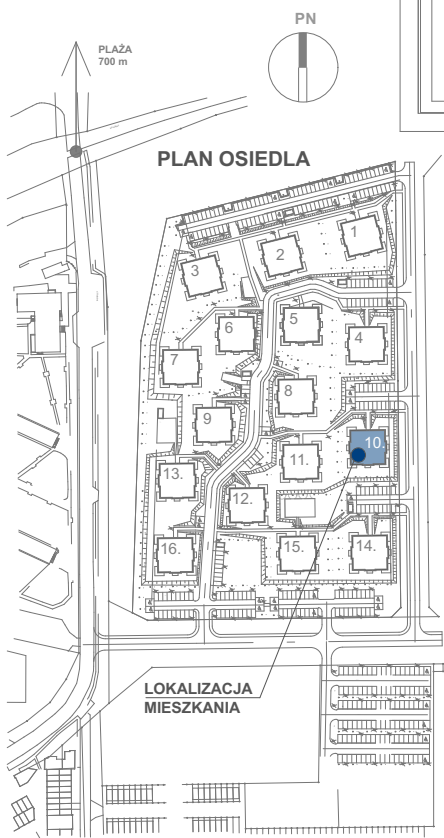 PN
PLAŻA
700 m
PLAN OSIEDLA
1
2
3
5
4
6
7
8
9
10.
11.
13.
12.
16.
15.
14.
LOKALIZACJA
MIESZKANIA